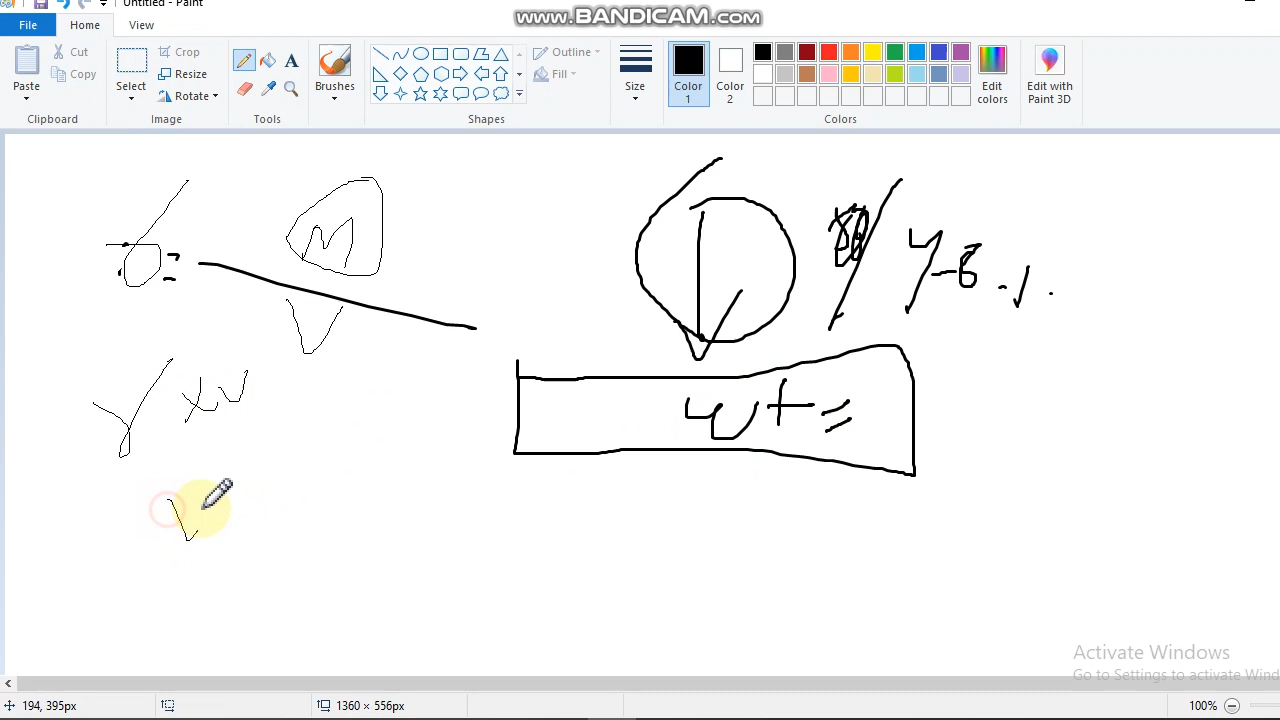 Untitled - Paint
www.BANDICAM.com
File Home View
Cut
Copy
Paste
Clipboard
Crop
Resize
Rotate
Select
Image
Tools
Brushes
Outline
Fill
Shapes
Size
Color 1
Color 2
Edit colors
Colors
Edit with Paint 3D
M
Activate Windows
Go to Settings to activate Wind
194, 395px
1360 × 556px
100%